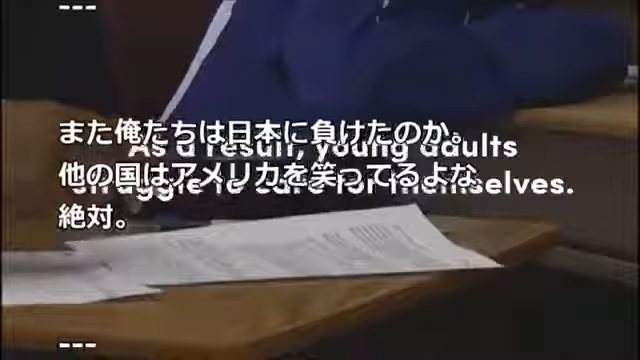 ---
また俺たちは日本に負けたのか。
As a result, young adults
他の国はアメリカを笑ってるよな
struggle to care for themselves.
絶対。
---